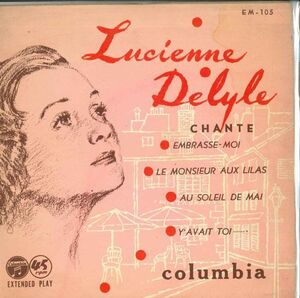 EM-105
Lucienne
Delyle
CHANTE
EMBRASSE-MOI
LE MONSIEUR AUX LILAS
AU SOLEIL DE MAI
Y'AVAIT TOI
45
EXTENDED PLAY
columbia